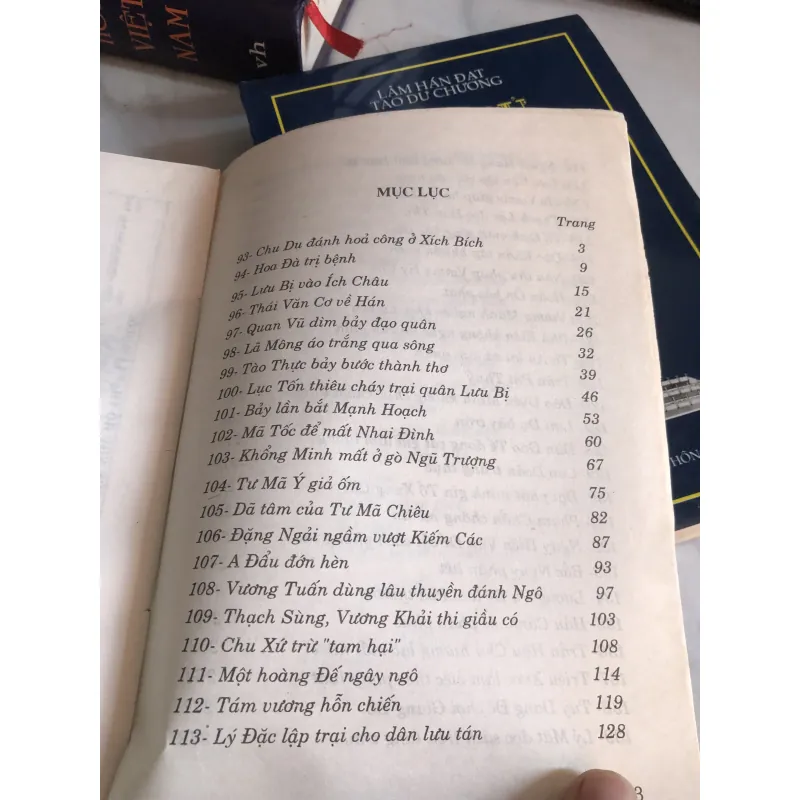 VIỆT
NAM
vh
LÂM HÁN ĐẠT
TÀO DƯ CHƯƠNG
MỤC LỤC
Trang
93- Chu Du đánh hoả công ở Xích Bích 3
94- Hoa Đà trị bệnh 9
95- Lưu Bị vào Ích Châu 15
96- Thái Văn Cơ về Hán 21
97- Quan Vũ dìm bảy đạo quân 26
98- Lã Mông áo trắng qua sông 32
99- Tào Thực bảy bước thành thơ 39
100- Lục Tốn thiêu cháy trại quân Lưu Bị 46
101- Bảy lần bắt Mạnh Hoạch 53
102- Mã Tốc để mất Nhai Đình 60
103- Khổng Minh mất ở gò Ngũ Trượng 67
104- Tư Mã Ý giả ốm 75
105- Dã tâm của Tư Mã Chiêu 82
106- Đặng Ngải ngầm vượt Kiếm Các 87
107- A Đẩu đớn hèn 93
108- Vương Tuấn dùng lâu thuyền đánh Ngô 97
109- Thạch Sùng, Vương Khải thi giầu có 103
110- Chu Xứ trừ "tam hại" 108
111- Một hoàng Đế ngây ngô 114
112- Tám vương hỗn chiến 119
113- Lý Đặc lập trại cho dân lưu tán 128